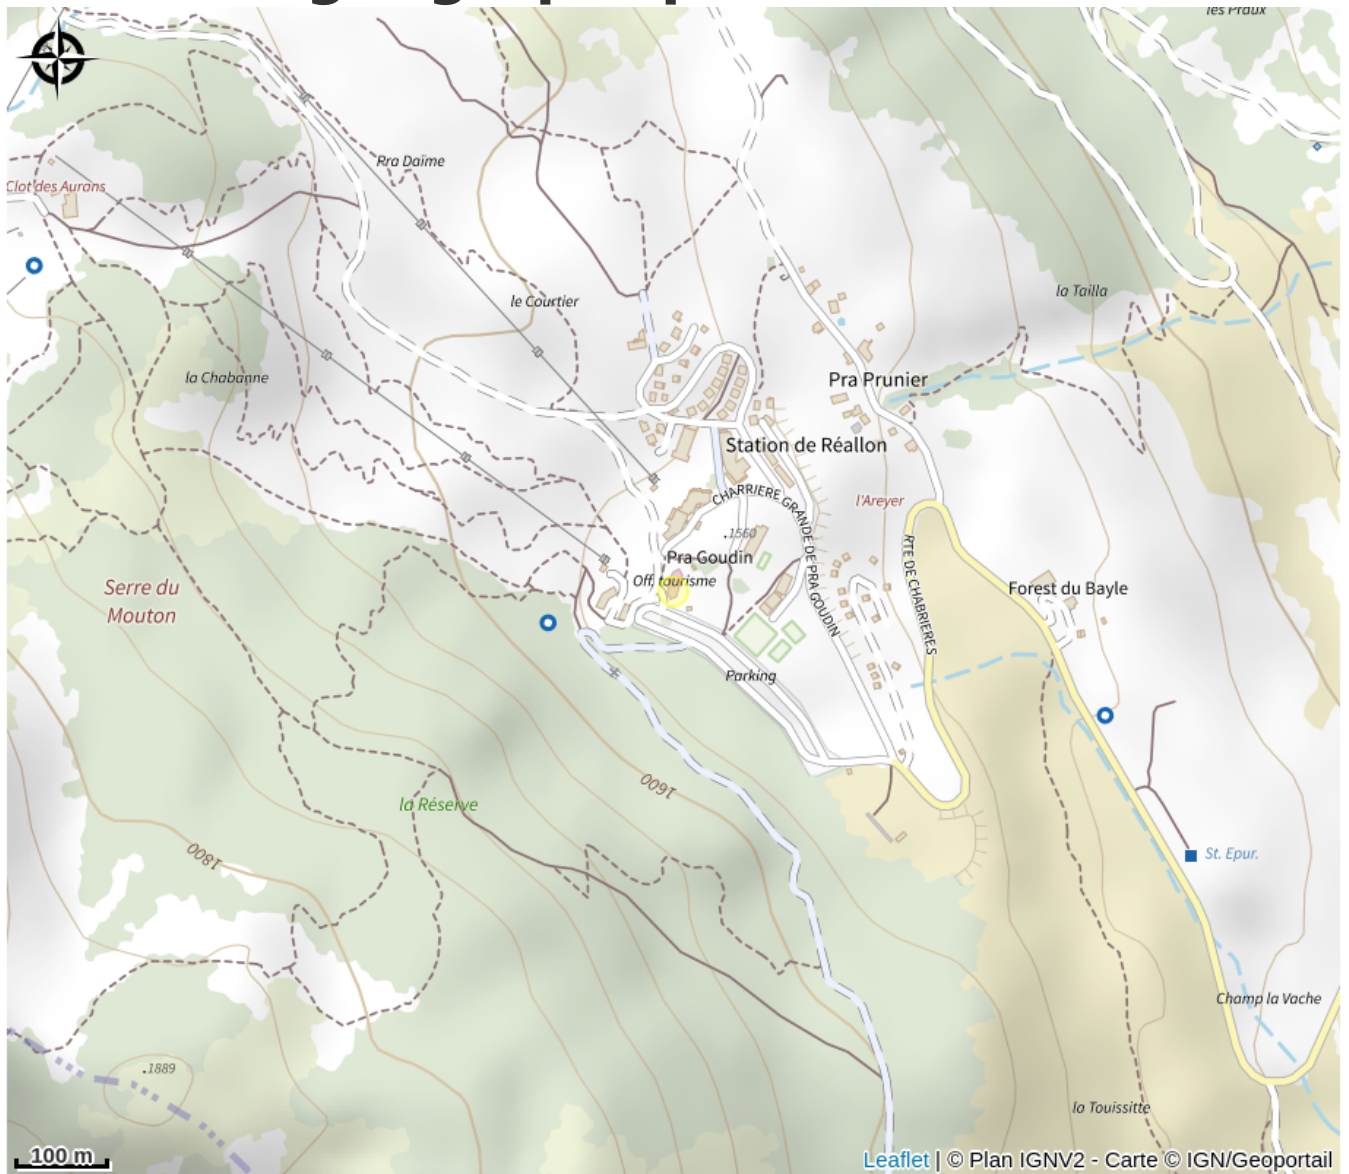 les Praux
Pra Daïme
Clot des Aurans
la Tailla
le Courtier
la Chabanne
Pra Prunier
Station de Réallon
CHARRIERE GRANDE DE PRA GOUDIN
l'Areyer
.1560
Pra Goudin
Off. tourisme
RTE DE CHABRIERES
Serre du
Mouton
Forest du Bayle
Parking
1600
la Réserve
1800
St. Epur.
Champ la Vache
.1889
la Touissitte
100 m
Leaflet | © Plan IGNV2 - Carte © IGN/Geoportail